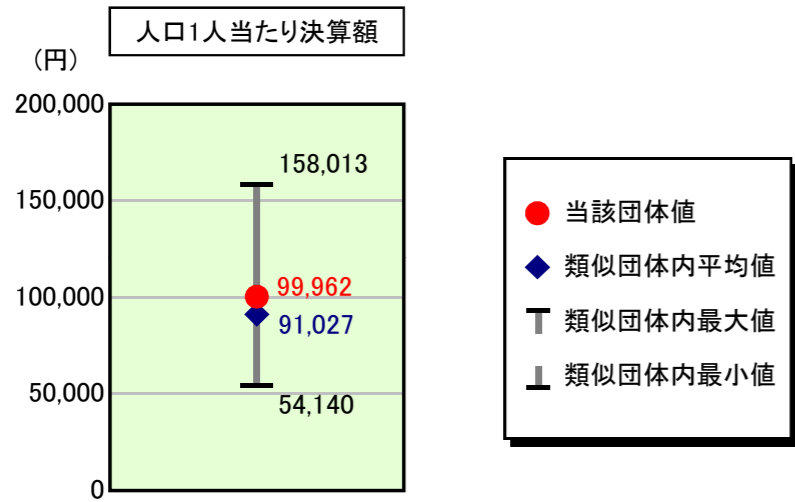 人口1人当たり決算額
(円)
200,000
158,013
150,000
99,962
100,000
91,027
50,000
54,140
0
当該団体値
類似団体内平均値
類似団体内最大値
類似団体内最小値